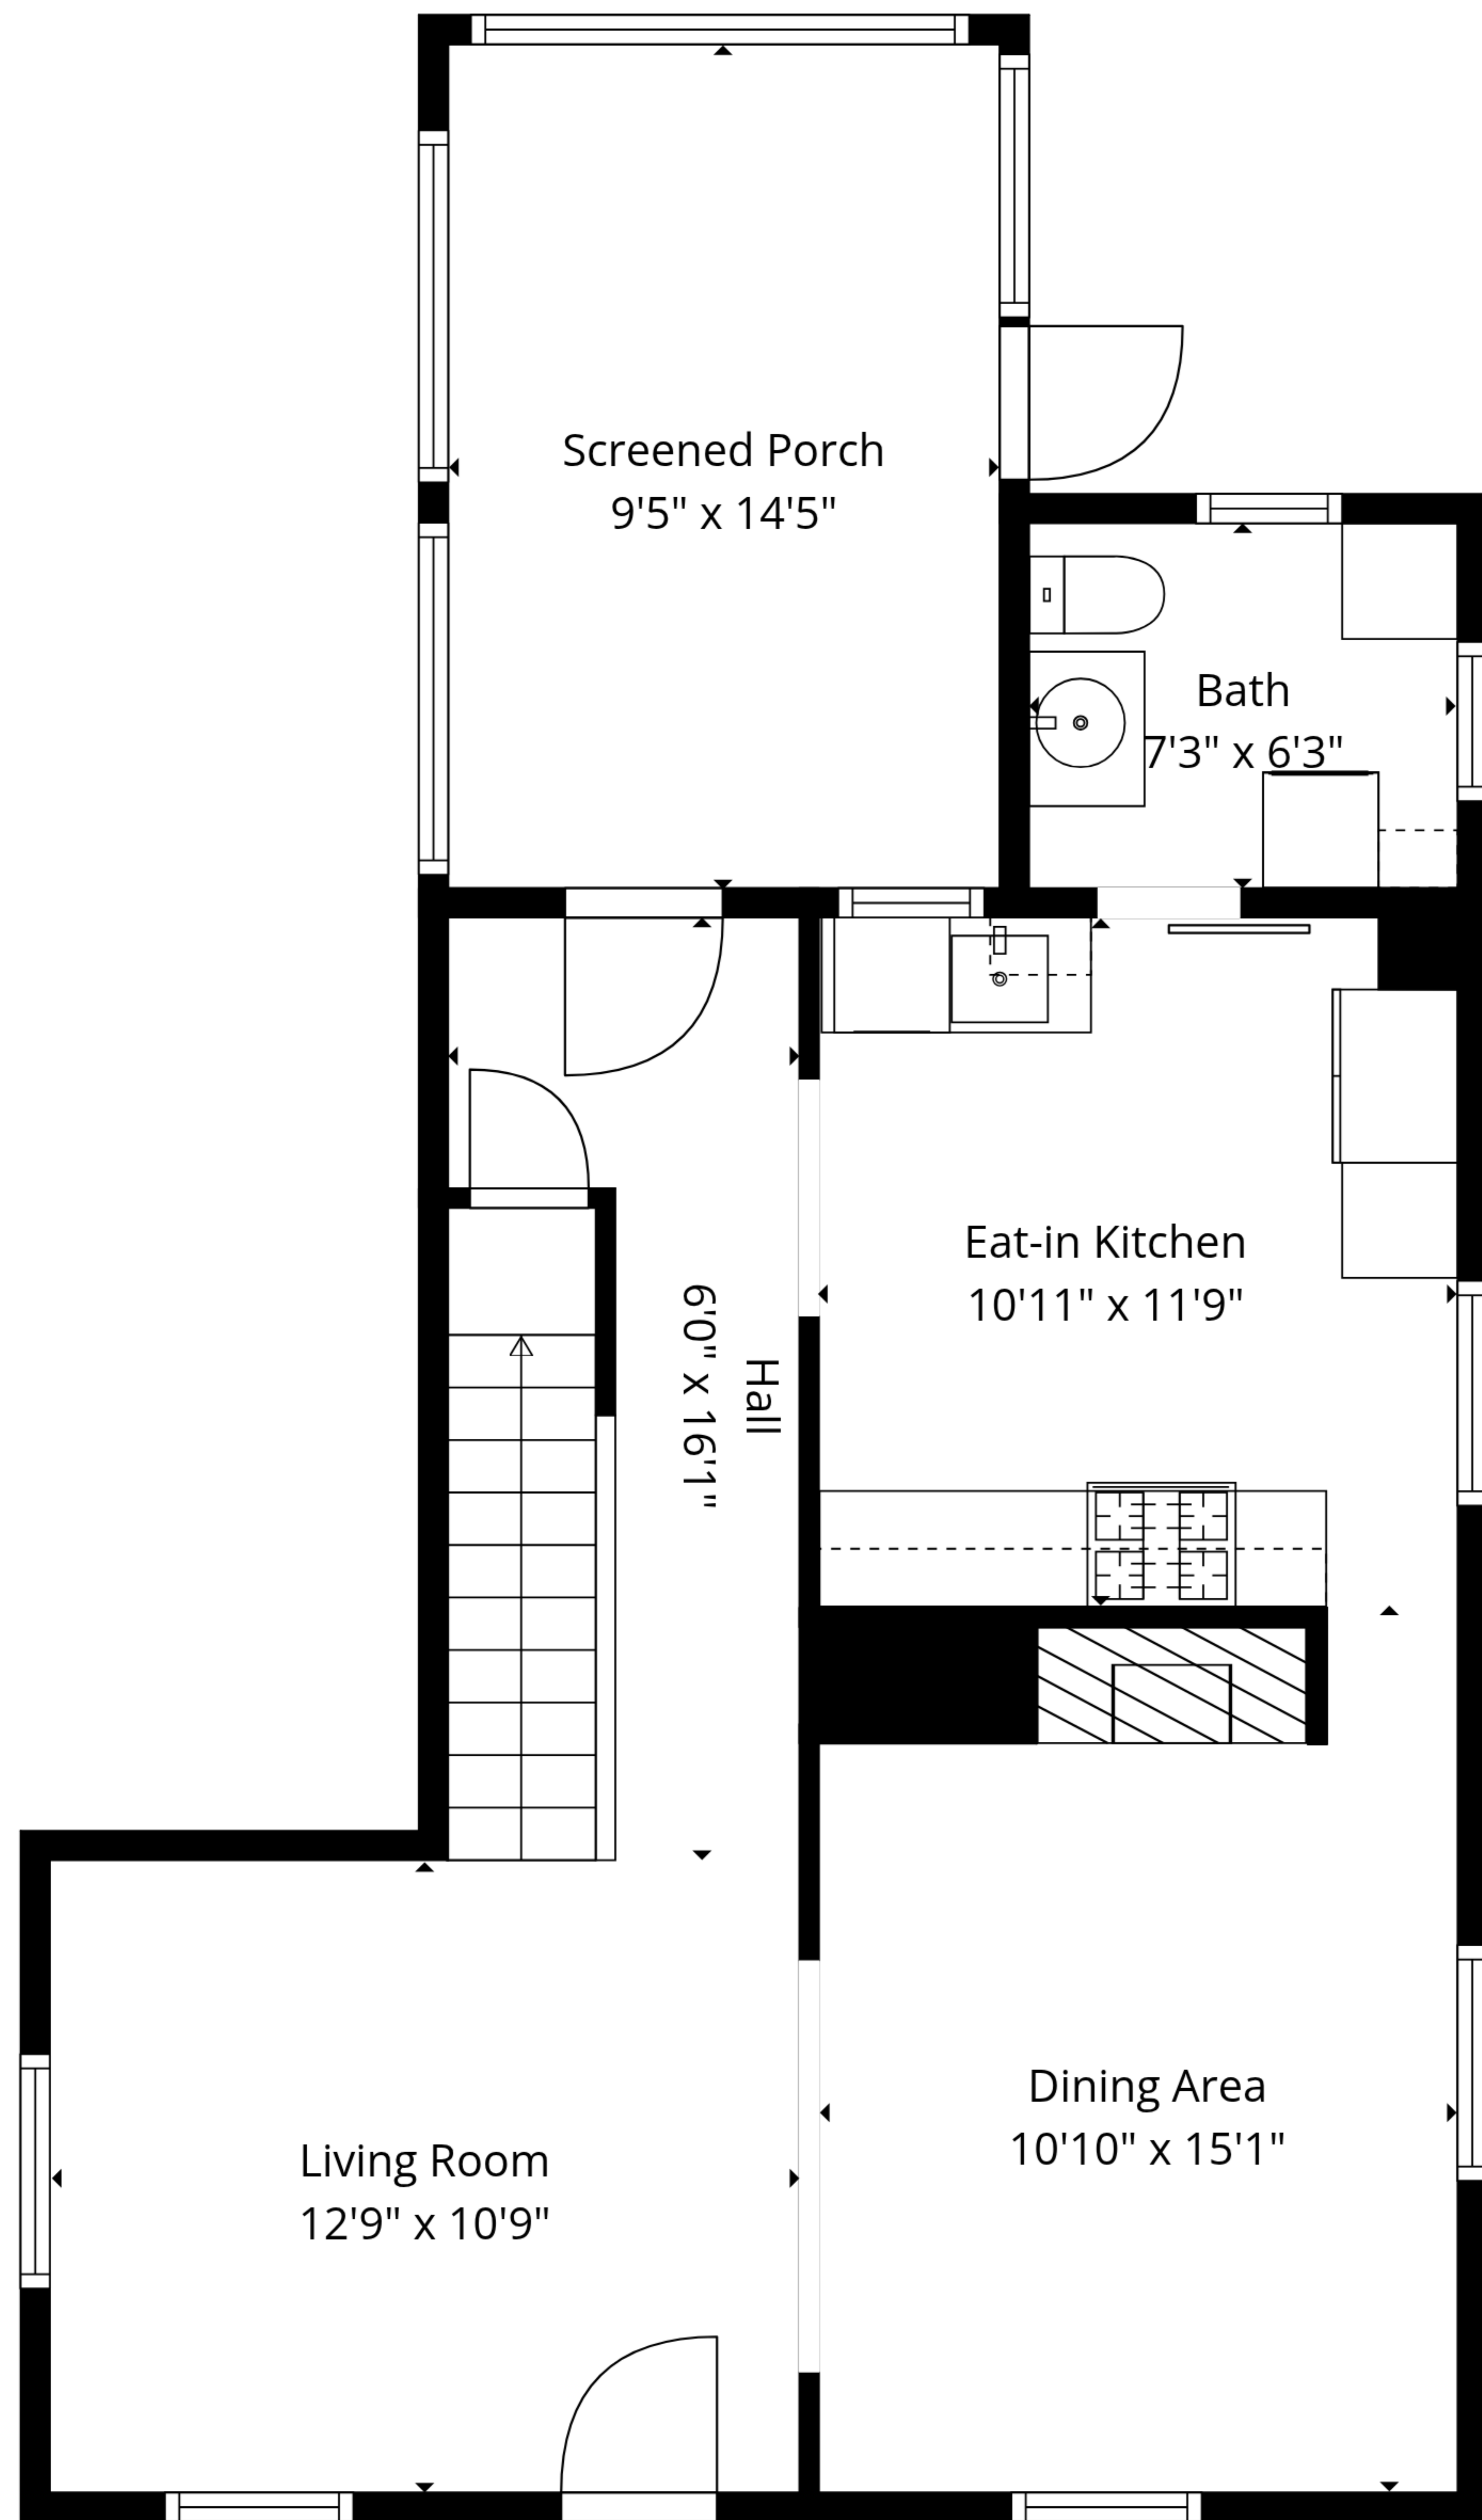 Screened Porch
9'5" x 14'5"
Bath
7'3" x 6'3"
Eat-in Kitchen
10'11" x 11'9"
Hall
6'0" x 16'1"
Dining Area
10'10" x 15'1"
Living Room
12'9" x 10'9"